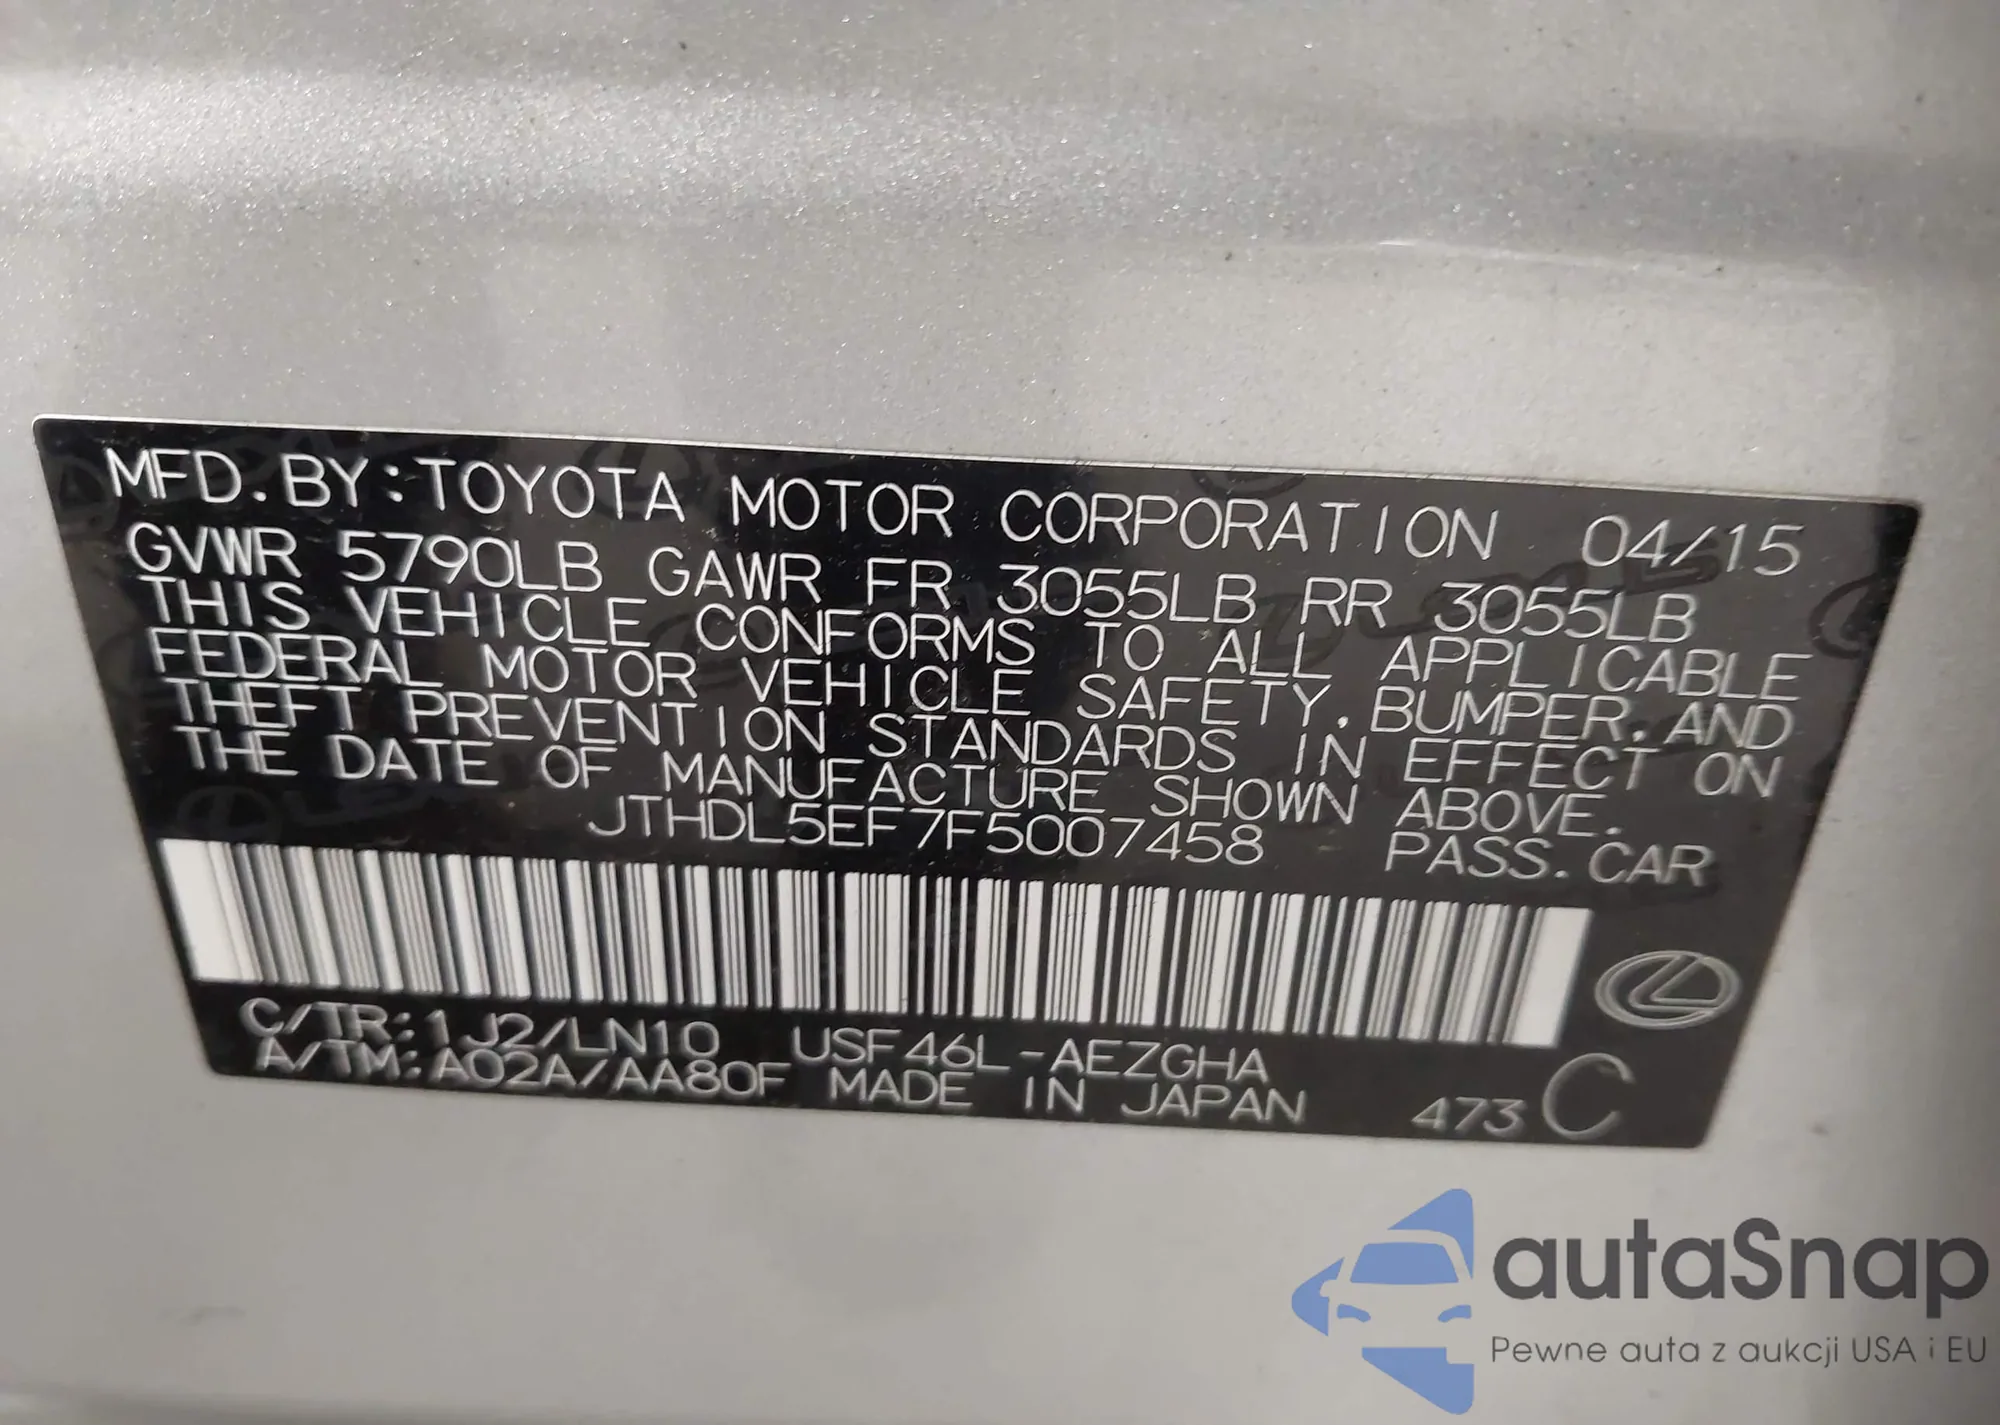 MFD. BY: TOYOTA MOTOR CORPORATION 04/15
GVWR 5790LB GAWR FR 3055LB RR 3055LB
THIS VEHICLE CONFORMS TO ALL APPLICABLE
FEDERAL MOTOR VEHICLE SAFETY, BUMPER, AND
THEFT PREVENTION STANDARDS IN EFFECT ON
THE DATE OF MANUFACTURE SHOWN ABOVE.
JTHDL5EF7F5007458 PASS. CAR
C/TR: 1J2/LN10 USF46L-AEZGHA
A/TM: A02A/AA80F MADE IN JAPAN 473 C
autaSnap
Pewne auta z aukcji USA i EU